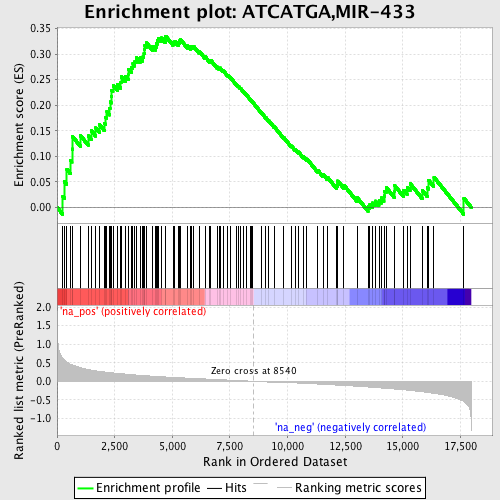 Enrichment plot: ATCATGA,MIR-433
Enrichment score (ES)
0.35
0.30
0.25
0.20
0.15
0.10
0.05
0.00
'na_pos' (positively correlated)
Ranked list metric (PreRanked)
2.0
1.5
1.0
0.5
0.0
-0.5
-1.0
Zero cross at 8540
'na_neg' (negatively correlated)
0 2,500 5,000 7,500 10,000 12,500 15,000 17,500
Rank in Ordered Dataset
Enrichment profile Hits Ranking metric scores